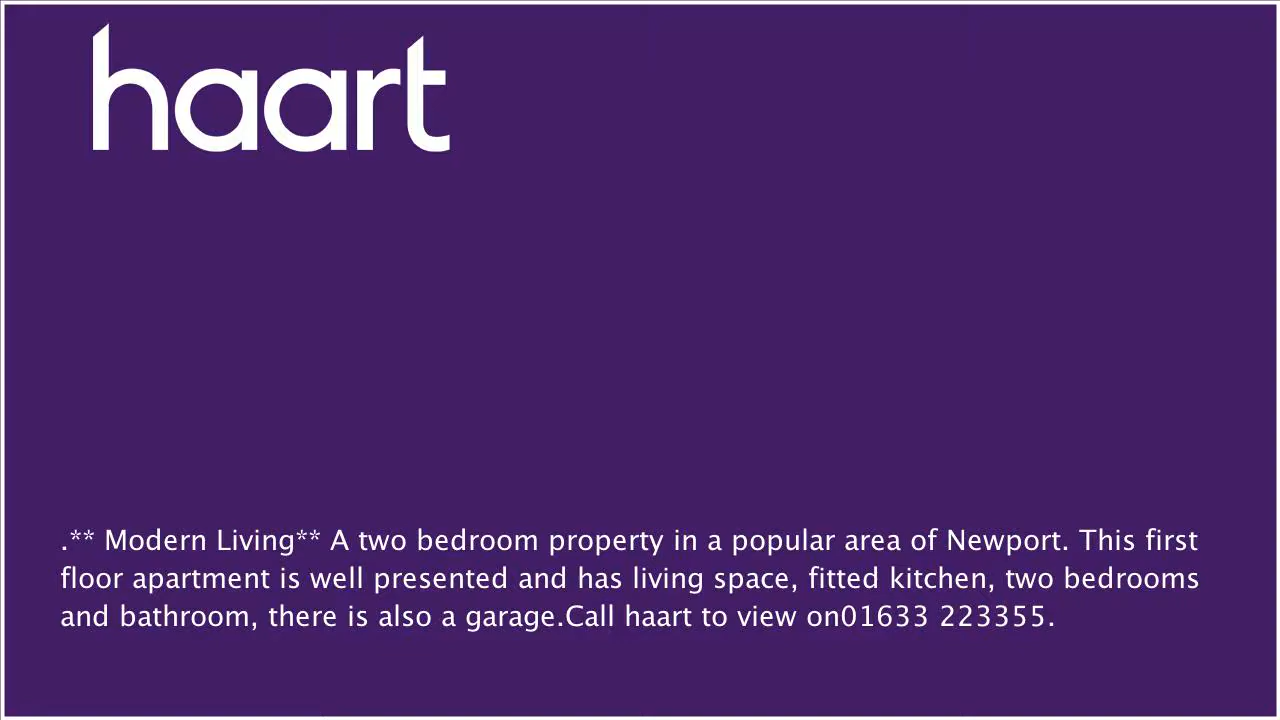 haart
.** Modern Living** A two bedroom property in a popular area of Newport. This first
floor apartment is well presented and has living space, fitted kitchen, two bedrooms
and bathroom, there is also a garage.Call haart to view on01633 223355.